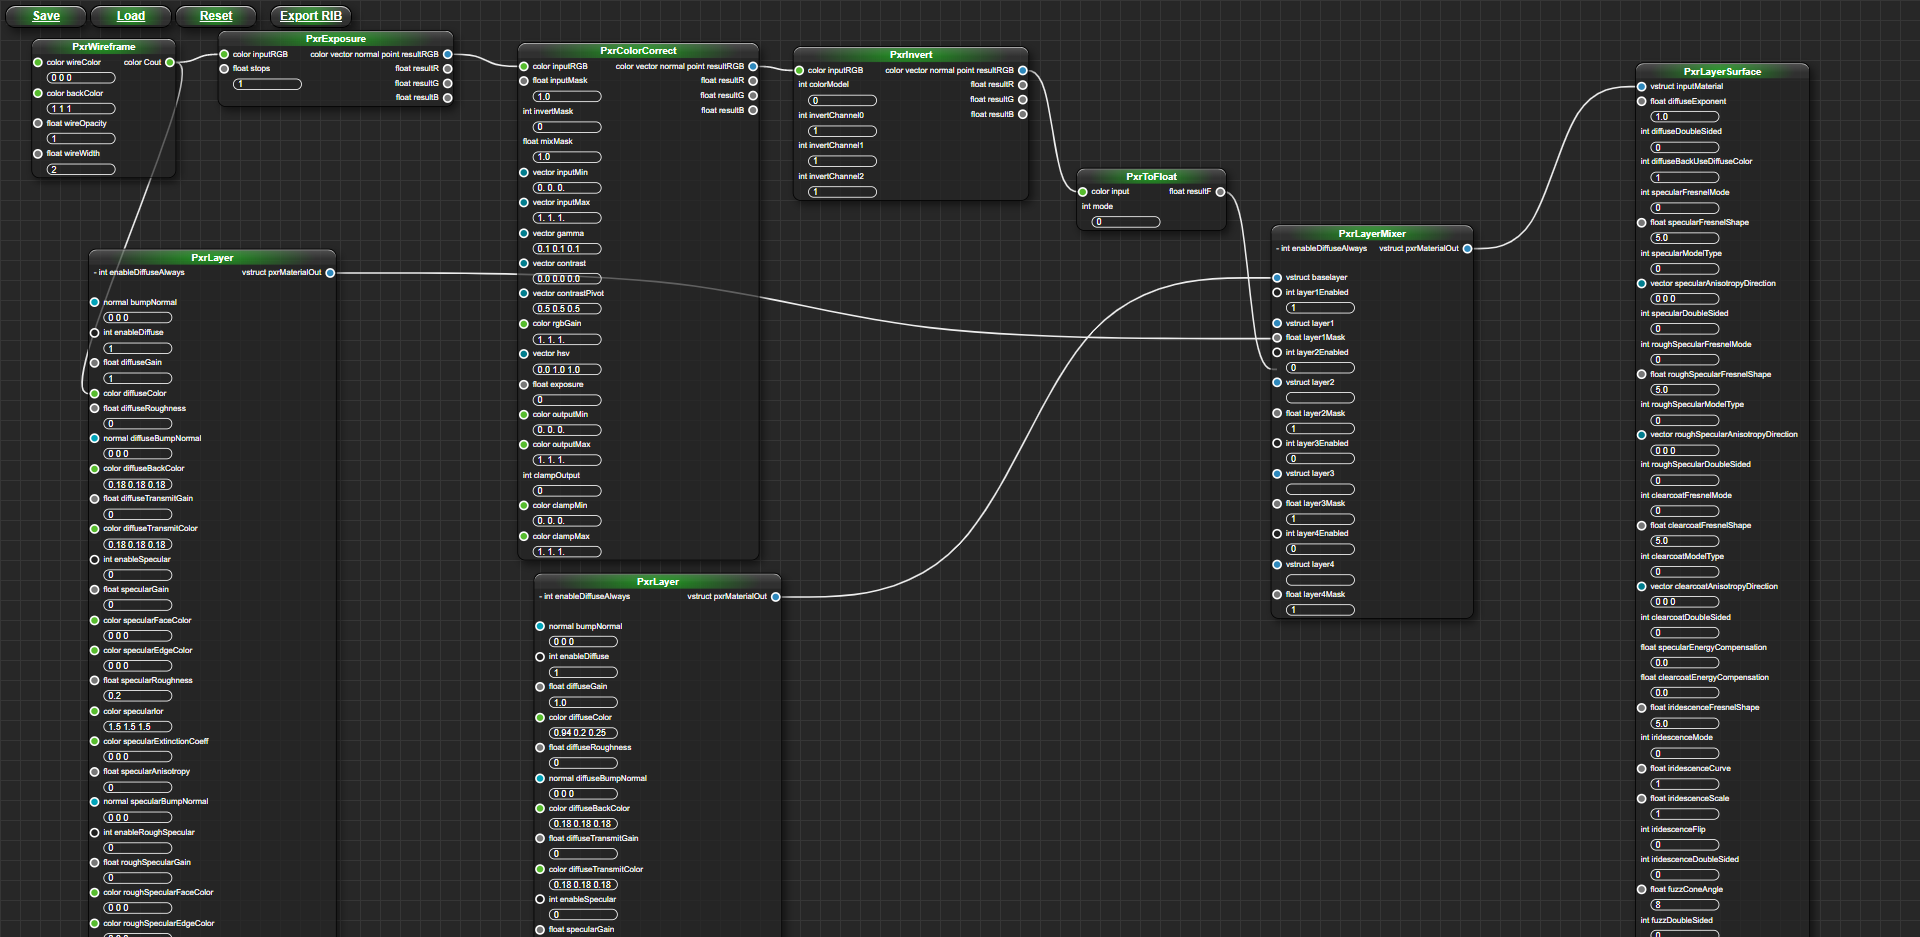 Save
Load
Reset
Export RIB
PxrWireframe
color wireColor
color Cout
0 0 0
color backColor
1 1 1
float wireOpacity
1
float wireWidth
2
PxrExposure
color inputRGB
color vector normal point resultRGB
float stops
float resultR
1
float resultG
float resultB
PxrColorCorrect
color inputRGB
color vector normal point resultRGB
float inputMask
float resultR
1.0
float resultG
int invertMask
float resultB
0
float mixMask
1.0
vector inputMin
0. 0. 0.
vector inputMax
1. 1. 1.
vector gamma
0.1 0.1 0.1
vector contrast
0.0 0.0 0.0
vector contrastPivot
0.5 0.5 0.5
color rgbGain
1. 1. 1.
vector hsv
0.0 1.0 1.0
float exposure
0
color outputMin
0. 0. 0.
color outputMax
1. 1. 1.
int clampOutput
0
color clampMin
0. 0. 0.
color clampMax
1. 1. 1.
PxrInvert
color inputRGB
color vector normal point resultRGB
int colorModel
float resultR
0
float resultG
int invertChannel0
float resultB
1
int invertChannel1
1
int invertChannel2
1
PxrToFloat
color input
float resultF
int mode
0
PxrLayer
- int enableDiffuseAlways
vstruct pxrMaterialOut
normal bumpNormal
0 0 0
int enableDiffuse
1
float diffuseGain
1
color diffuseColor
float diffuseRoughness
0
normal diffuseBumpNormal
0 0 0
color diffuseBackColor
0.18 0.18 0.18
float diffuseTransmitGain
0
color diffuseTransmitColor
0.18 0.18 0.18
int enableSpecular
0
float specularGain
0
color specularFaceColor
0 0 0
color specularEdgeColor
0 0 0
float specularRoughness
0.2
color specularIor
1.5 1.5 1.5
color specularExtinctionCoeff
0 0 0
float specularAnisotropy
0
normal specularBumpNormal
0 0 0
int enableRoughSpecular
0
float roughSpecularGain
0
color roughSpecularFaceColor
0 0 0
color roughSpecularEdgeColor
PxrLayer
- int enableDiffuseAlways
vstruct pxrMaterialOut
normal bumpNormal
0 0 0
int enableDiffuse
1
float diffuseGain
1.0
color diffuseColor
0.94 0.2 0.25
float diffuseRoughness
0
normal diffuseBumpNormal
0 0 0
color diffuseBackColor
0.18 0.18 0.18
float diffuseTransmitGain
0
color diffuseTransmitColor
0.18 0.18 0.18
int enableSpecular
0
float specularGain
PxrLayerMixer
- int enableDiffuseAlways
vstruct pxrMaterialOut
vstruct baselayer
int layer1Enabled
1
vstruct layer1
float layer1Mask
int layer2Enabled
0
vstruct layer2
float layer2Mask
1
int layer3Enabled
0
vstruct layer3
float layer3Mask
1
int layer4Enabled
0
vstruct layer4
float layer4Mask
1
PxrLayerSurface
vstruct inputMaterial
float diffuseExponent
1.0
int diffuseDoubleSided
0
int diffuseBackUseDiffuseColor
1
int specularFresnelMode
0
float specularFresnelShape
5.0
int specularModelType
0
vector specularAnisotropyDirection
0 0 0
int specularDoubleSided
0
int roughSpecularFresnelMode
0
float roughSpecularFresnelShape
5.0
int roughSpecularModelType
0
vector roughSpecularAnisotropyDirection
0 0 0
int roughSpecularDoubleSided
0
int clearcoatFresnelMode
0
float clearcoatFresnelShape
5.0
int clearcoatModelType
0
vector clearcoatAnisotropyDirection
0 0 0
int clearcoatDoubleSided
0
float specularEnergyCompensation
0.0
float clearcoatEnergyCompensation
0.0
float iridescenceFresnelShape
5.0
int iridescenceMode
0
float iridescenceCurve
1
float iridescenceScale
1
int iridescenceFlip
0
int iridescenceDoubleSided
0
float fuzzConeAngle
8
int fuzzDoubleSided